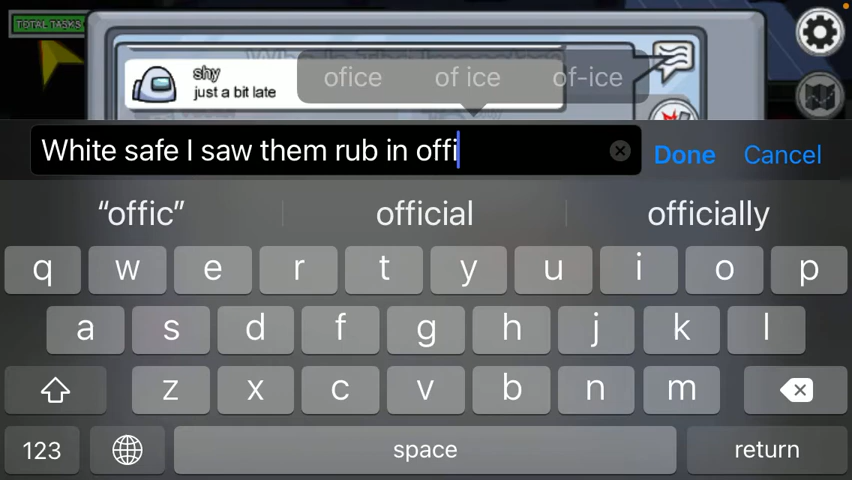 TOTAL TASKS
shy
just a bit late
ofice of ice of-ice
White safe I saw them rub in offi
Done Cancel
“offic” official officially
q w e r t y u i o p
a s d f g h j k l
z x c v b n m
123 space return